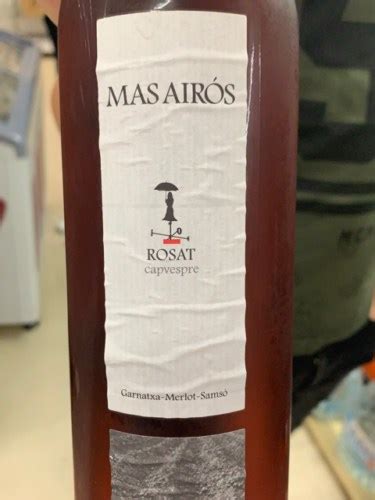 MAS AIRÓS
ROSAT
capvespre
Garnatxa-Merlot-Samsó